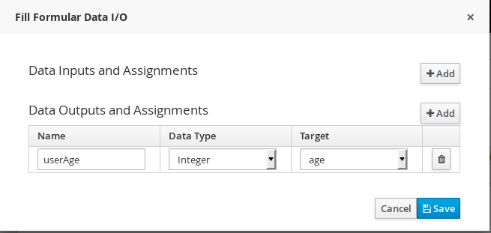 Fill Formular Data I/O ×
Data Inputs and Assignments + Add
Data Outputs and Assignments + Add
Name Data Type Target
userAge Integer age
Cancel Save